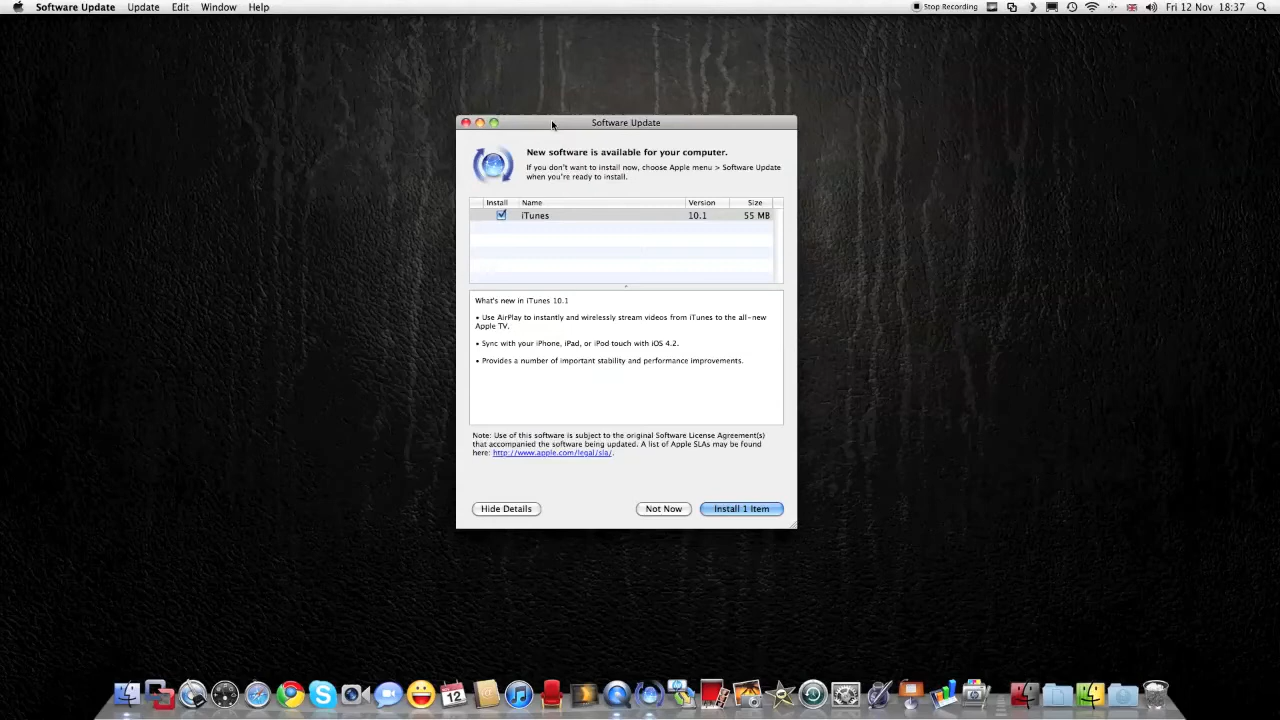 Software Update Update Edit Window Help Stop Recording Fri 12 Nov 18:37
Software Update
New software is available for your computer.
If you don't want to install now, choose Apple menu > Software Update
when you're ready to install.
Install Name Version Size
iTunes 10.1 55 MB
What's new in iTunes 10.1
• Use AirPlay to instantly and wirelessly stream videos from iTunes to the all-new
Apple TV.
• Sync with your iPhone, iPad, or iPod touch with iOS 4.2.
• Provides a number of important stability and performance improvements.
Note: Use of this software is subject to the original Software License Agreement(s)
that accompanied the software being updated. A list of Apple SLAs may be found
here: http://www.apple.com/legal/sla/.
Hide Details Not Now Install 1 Item
12